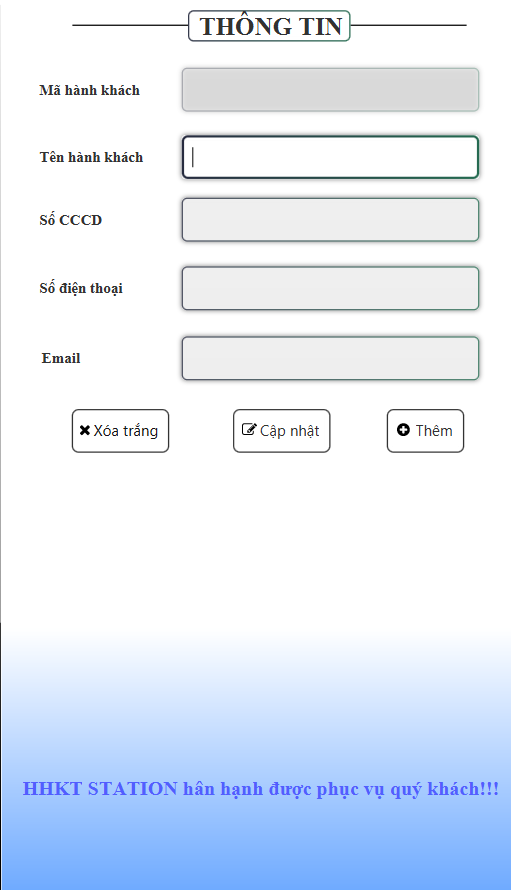 THÔNG TIN
Mã hành khách
Tên hành khách
Số CCCD
Số điện thoại
Email
Xóa trắng Cập nhật Thêm
HHKT STATION hân hạnh được phục vụ quý khách!!!